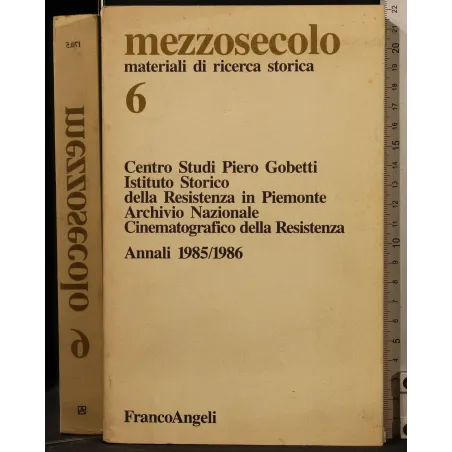 mezzosecolo
materiali di ricerca storica
6
Centro Studi Piero Gobetti
Istituto Storico
della Resistenza in Piemonte
Archivio Nazionale
Cinematografico della Resistenza
Annali 1985/1986
FrancoAngeli
mezzosecolo
6